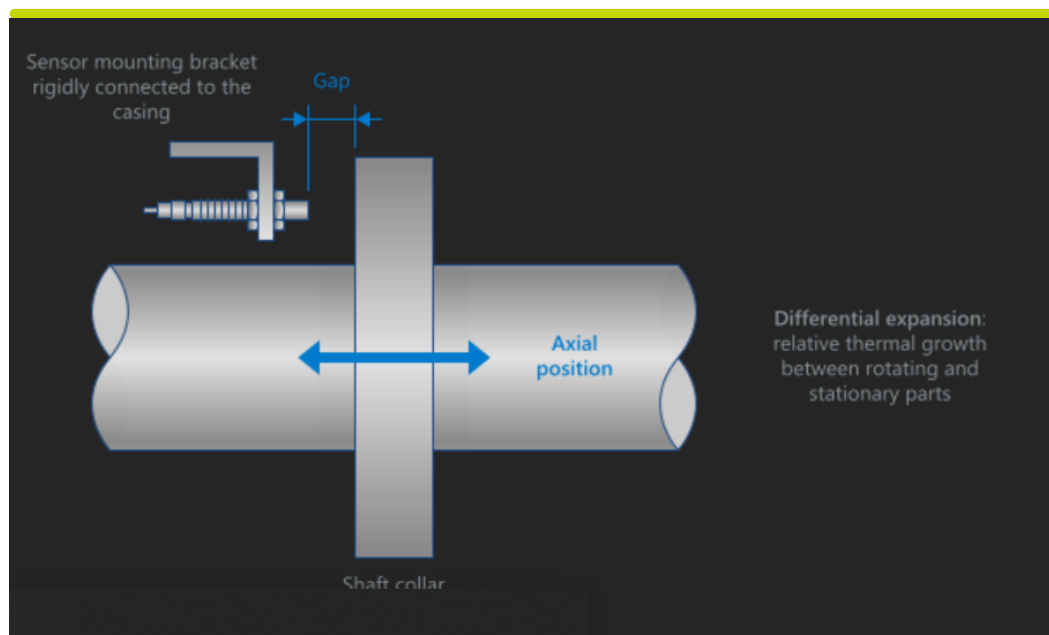 Sensor mounting bracket
rigidly connected to the
casing
Gap
Axial
position
Differential expansion:
relative thermal growth
between rotating and
stationary parts
Shaft collar